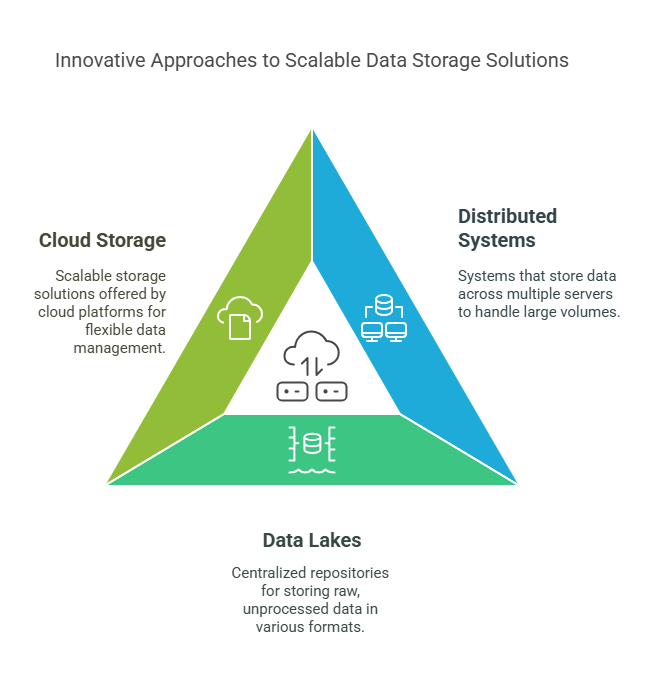 Innovative Approaches to Scalable Data Storage Solutions
Cloud Storage
Scalable storage
solutions offered by
cloud platforms for
flexible data
management.
Distributed
Systems
Systems that store data
across multiple servers
to handle large volumes.
Data Lakes
Centralized repositories
for storing raw,
unprocessed data in
various formats.